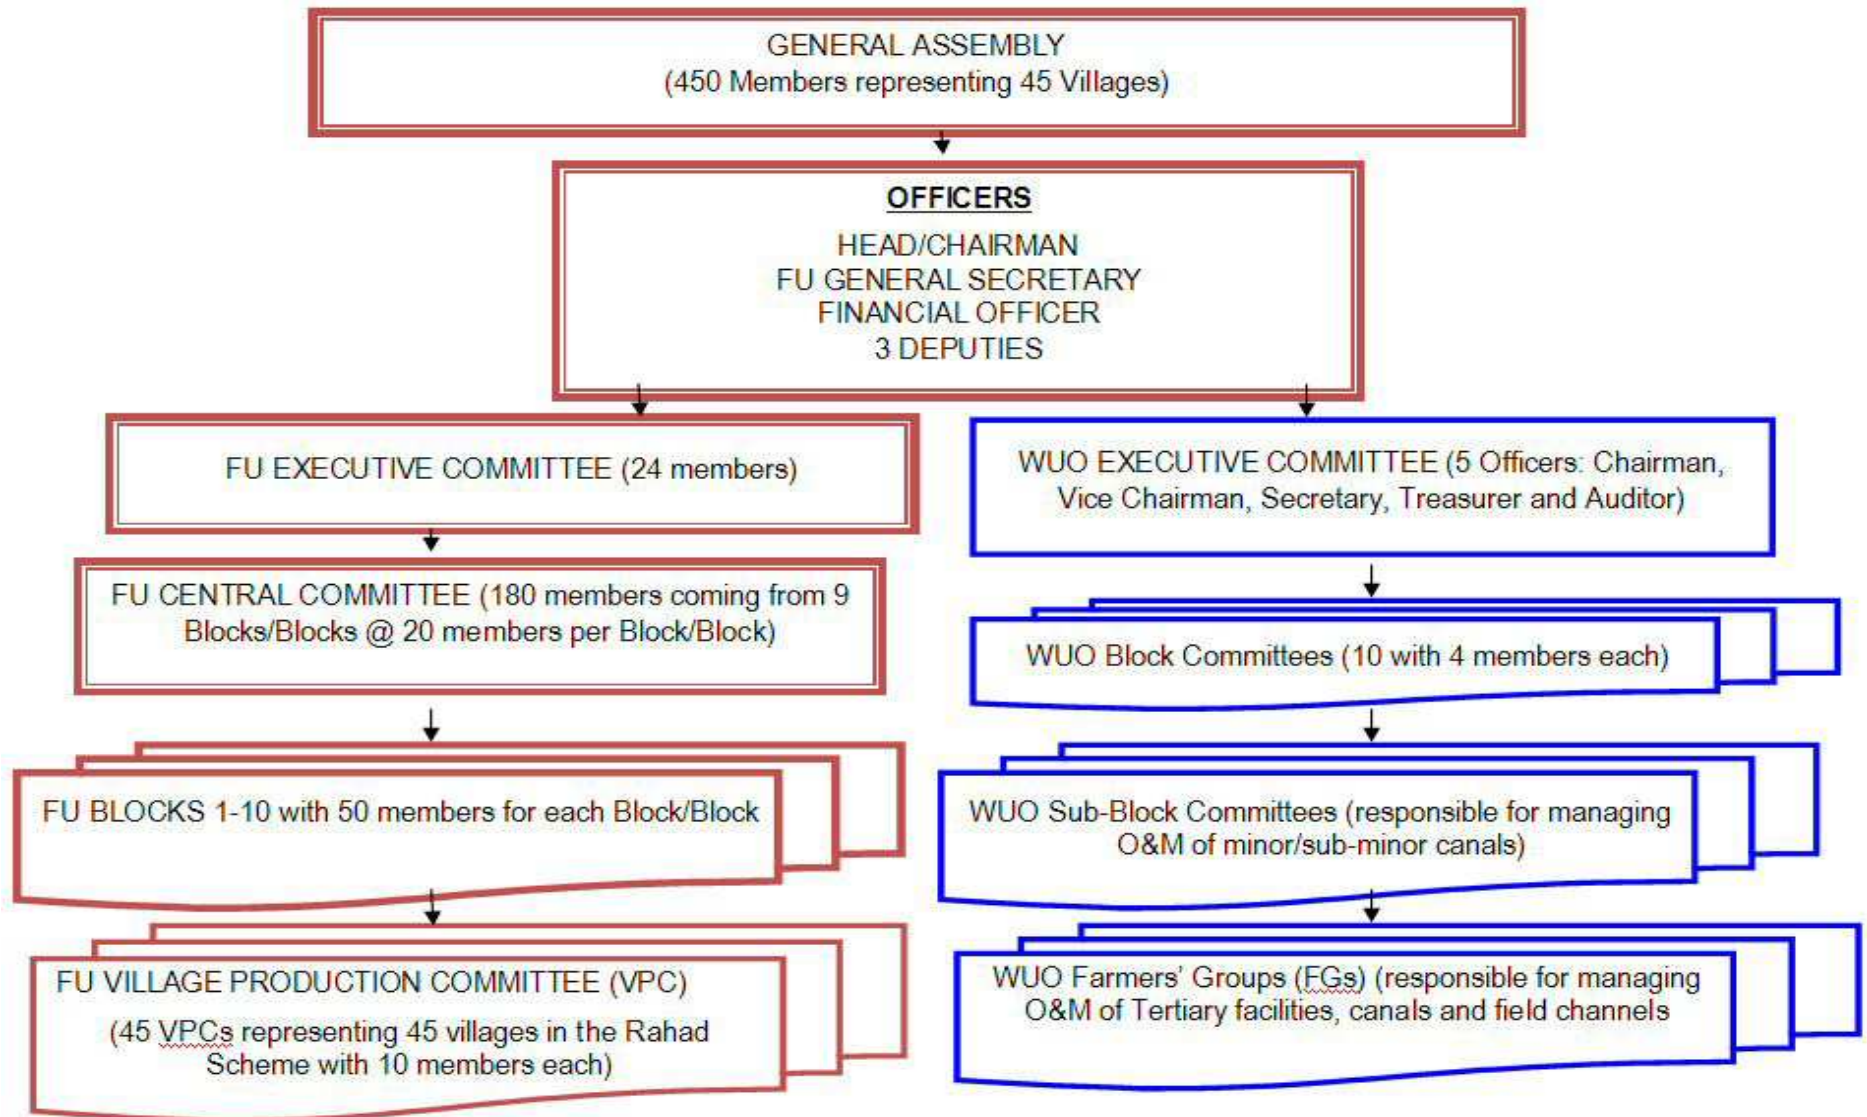 GENERAL ASSEMBLY
(450 Members representing 45 Villages)
OFFICERS
HEAD/CHAIRMAN
FU GENERAL SECRETARY
FINANCIAL OFFICER
3 DEPUTIES
FU EXECUTIVE COMMITTEE (24 members)
WUO EXECUTIVE COMMITTEE (5 Officers: Chairman,
Vice Chairman, Secretary, Treasurer and Auditor)
FU CENTRAL COMMITTEE (180 members coming from 9
Blocks/Blocks @ 20 members per Block/Block)
WUO Block Committees (10 with 4 members each)
FU BLOCKS 1-10 with 50 members for each Block/Block
WUO Sub-Block Committees (responsible for managing
O&M of minor/sub-minor canals)
FU VILLAGE PRODUCTION COMMITTEE (VPC)
(45 VPCs representing 45 villages in the Rahad
Scheme with 10 members each)
WUO Farmers' Groups (FGs) (responsible for managing
O&M of Tertiary facilities, canals and field channels